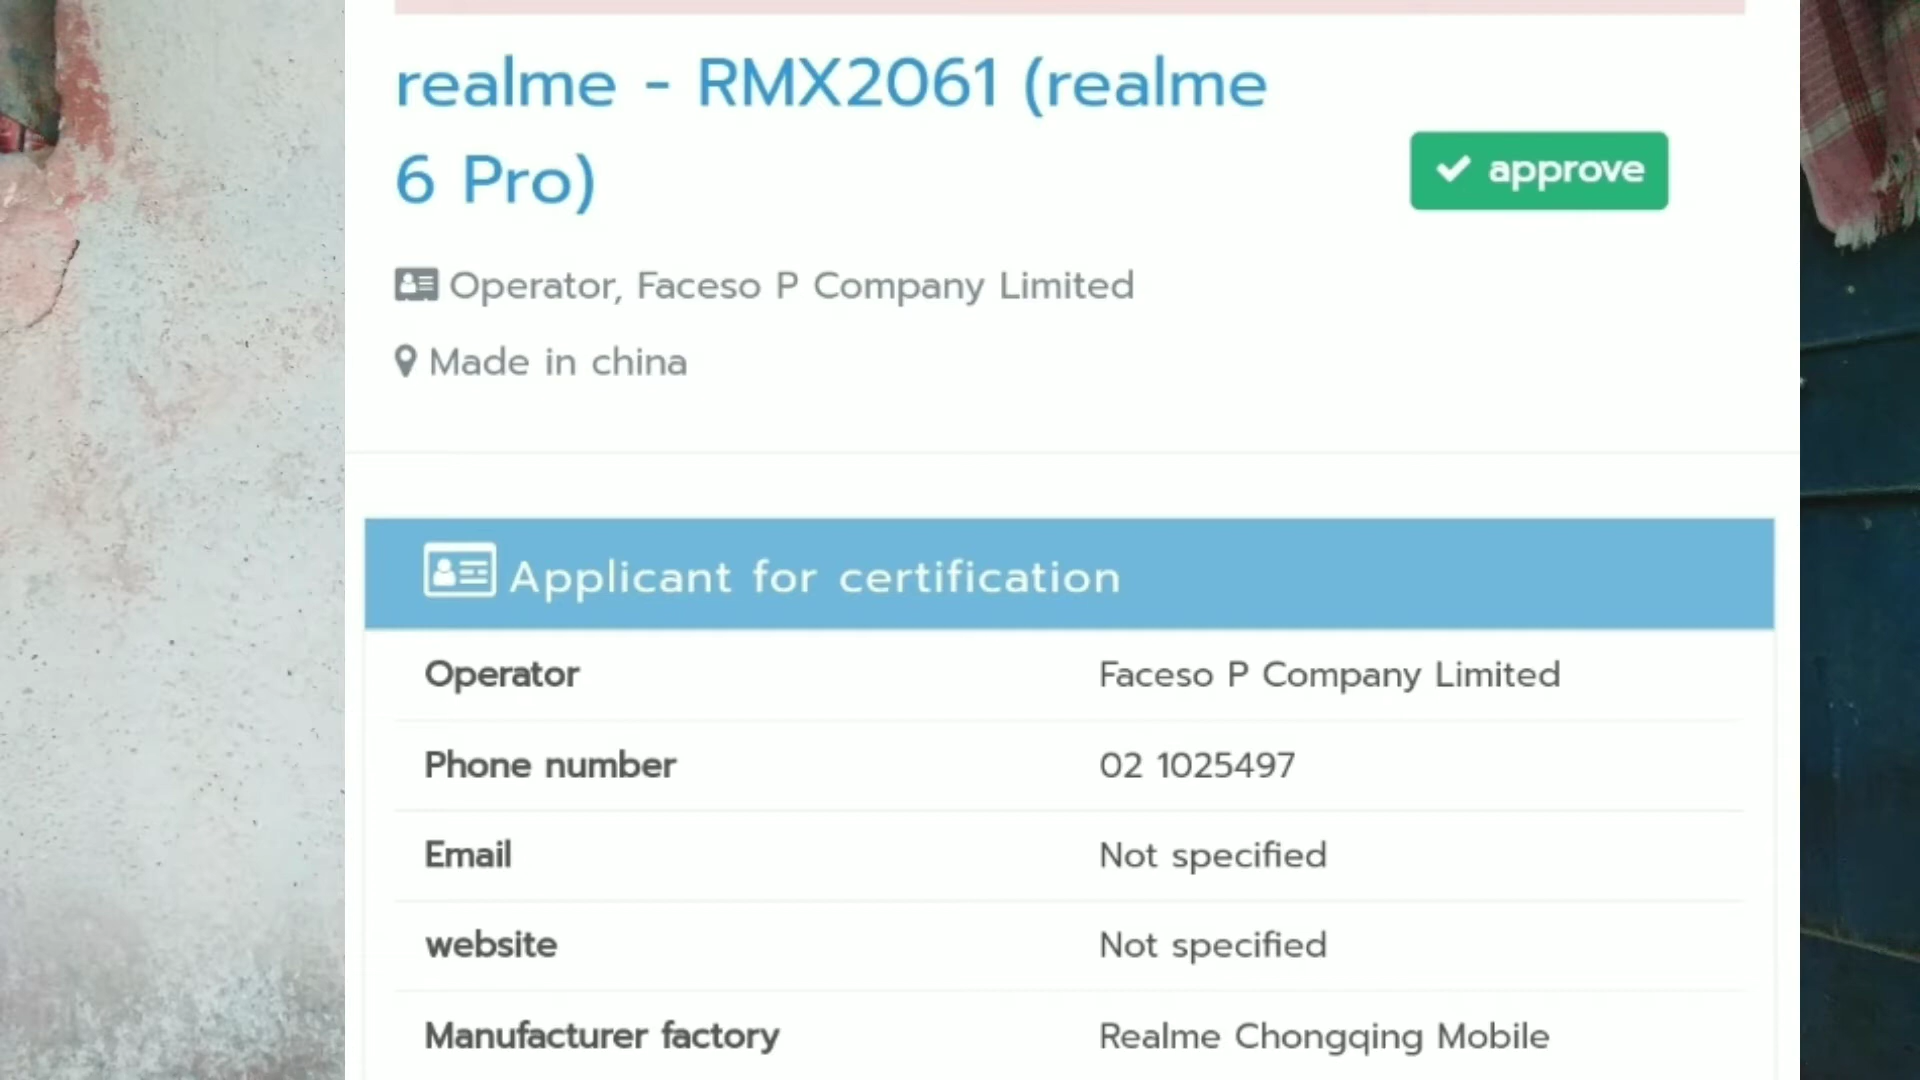 realme - RMX2061 (realme
6 Pro)
approve
Operator, Faceso P Company Limited
Made in china
Applicant for certification
Operator Faceso P Company Limited
Phone number 02 1025497
Email Not specified
website Not specified
Manufacturer factory Realme Chongqing Mobile